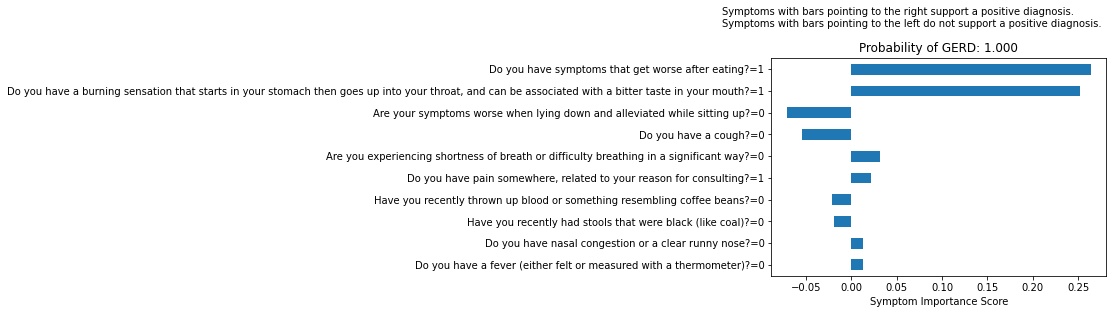 Symptoms with bars pointing to the right support a positive diagnosis.
Symptoms with bars pointing to the left do not support a positive diagnosis.
Probability of GERD: 1.000
Do you have symptoms that get worse after eating?=1
Do you have a burning sensation that starts in your stomach then goes up into your throat, and can be associated with a bitter taste in your mouth?=1
Are your symptoms worse when lying down and alleviated while sitting up?=0
Do you have a cough?=0
Are you experiencing shortness of breath or difficulty breathing in a significant way?=0
Do you have pain somewhere, related to your reason for consulting?=1
Have you recently thrown up blood or something resembling coffee beans?=0
Have you recently had stools that were black (like coal)?=0
Do you have nasal congestion or a clear runny nose?=0
Do you have a fever (either felt or measured with a thermometer)?=0
−0.05 0.00 0.05 0.10 0.15 0.20 0.25
Symptom Importance Score